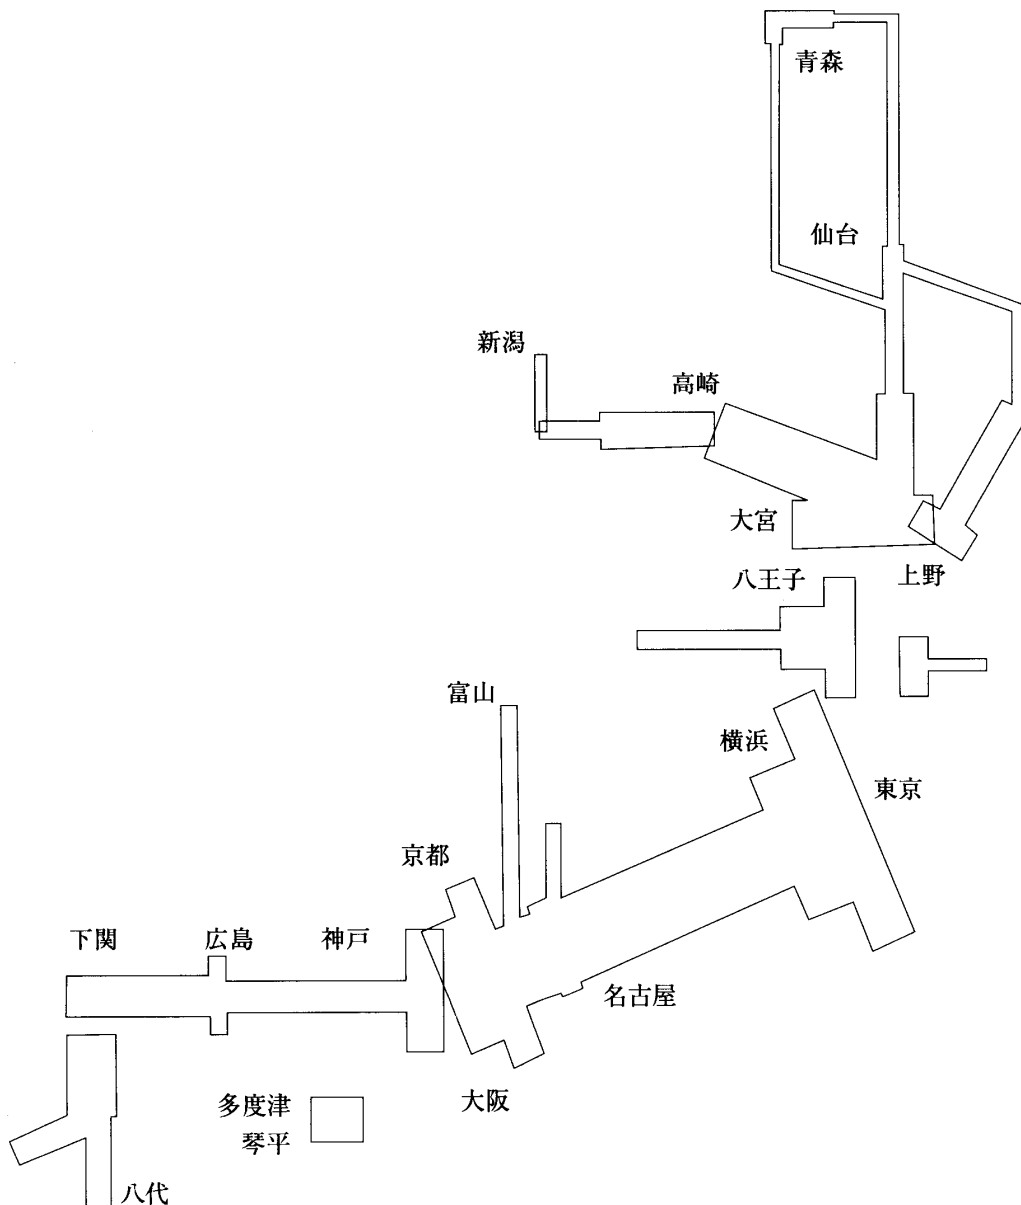 青森
仙台
新潟
高崎
大宮
八王子
上野
富山
横浜
東京
京都
下関
広島
神戸
名古屋
大阪
多度津
琴平
八代